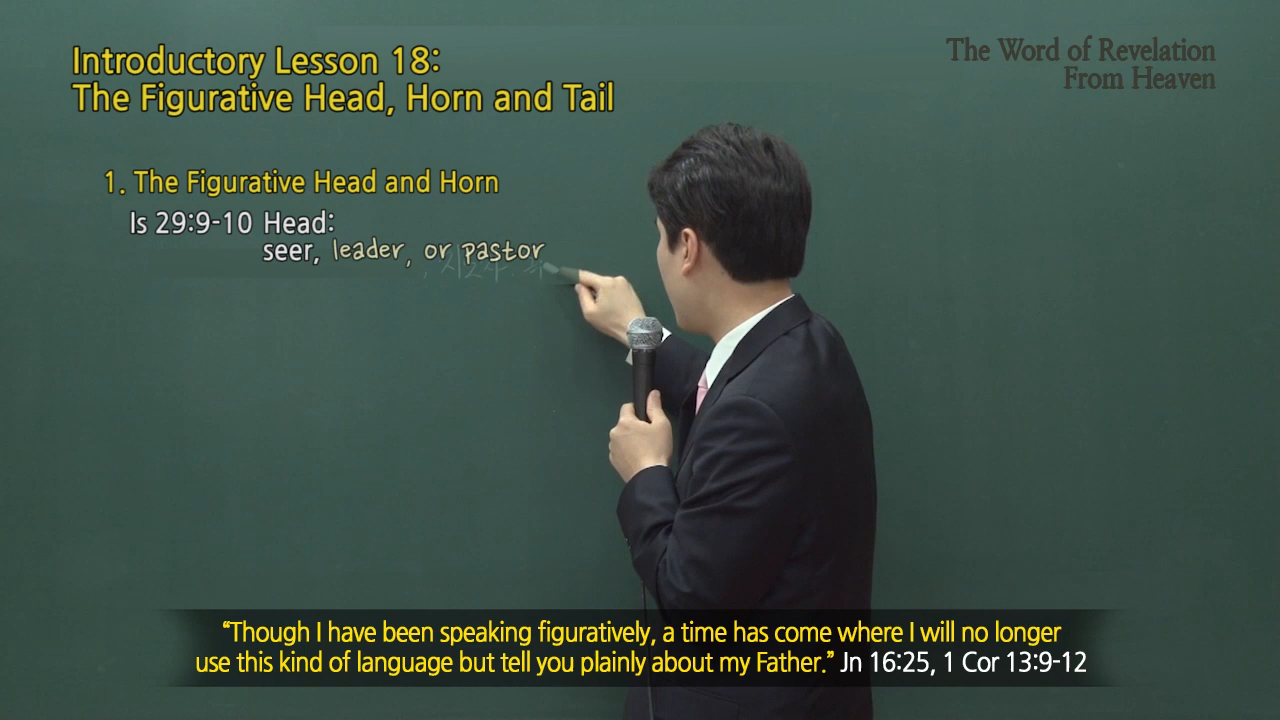 Introductory Lesson 18:
The Figurative Head, Horn and Tail
The Word of Revelation
From Heaven
1. The Figurative Head and Horn
Is 29:9-10 Head:
seer, leader, or pastor
“Though I have been speaking figuratively, a time has come where I will no longer
use this kind of language but tell you plainly about my Father.” Jn 16:25, 1 Cor 13:9-12